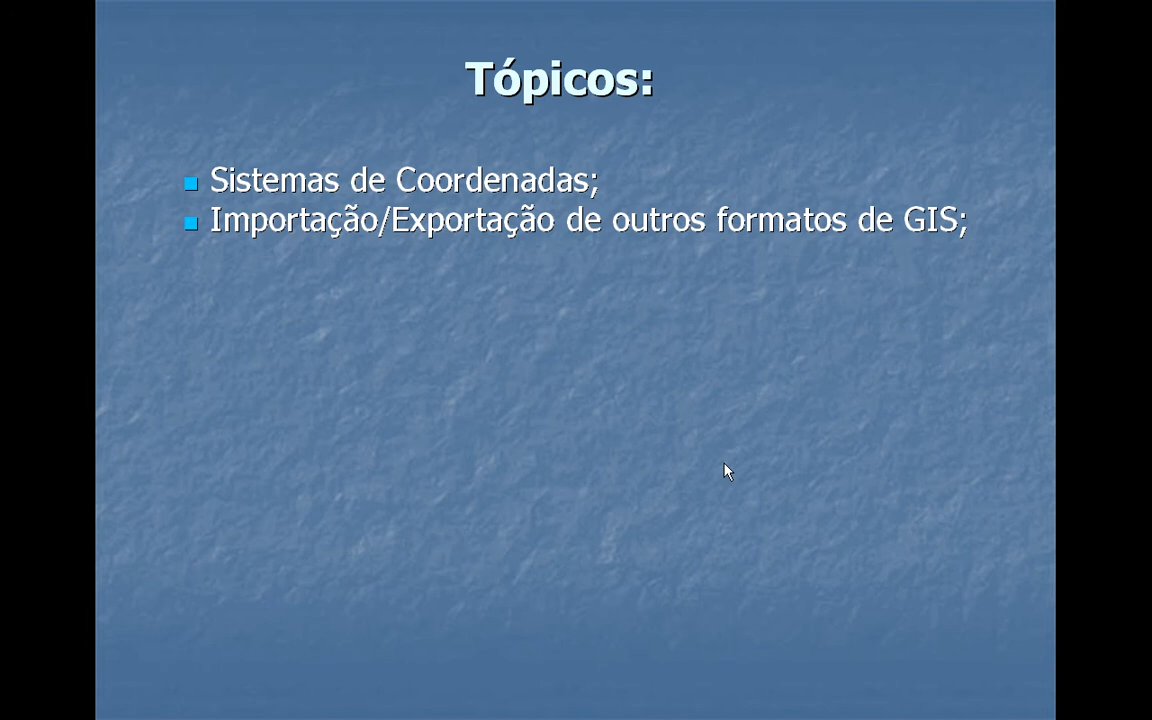 Tópicos:
Sistemas de Coordenadas;
Importação/Exportação de outros formatos de GIS;